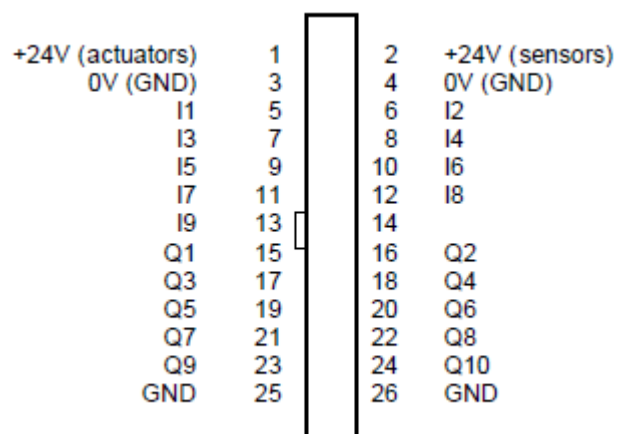 +24V (actuators) 1 2 +24V (sensors)
0V (GND) 3 4 0V (GND)
I1 5 6 I2
I3 7 8 I4
I5 9 10 I6
I7 11 12 I8
I9 13 14
Q1 15 16 Q2
Q3 17 18 Q4
Q5 19 20 Q6
Q7 21 22 Q8
Q9 23 24 Q10
GND 25 26 GND